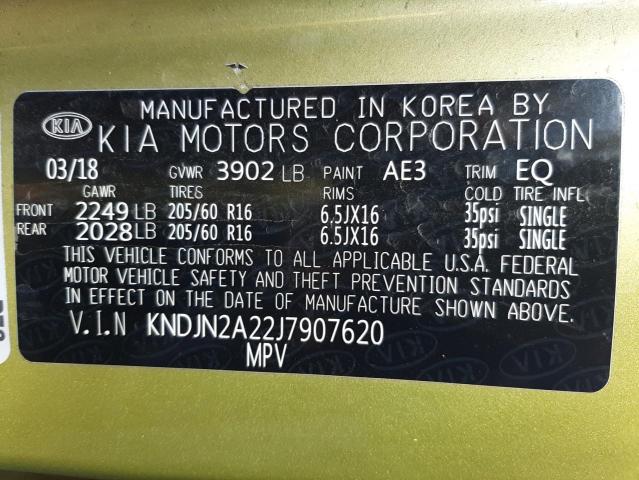 MANUFACTURED IN KOREA BY
KIA KIA MOTORS CORPORATION
03/18 GVWR 3902 LB PAINT AE3 TRIM EQ
GAWR TIRES RIMS COLD TIRE INFL
FRONT 2249 LB 205/60 R16 6.5JX16 35psi SINGLE
REAR 2028 LB 205/60 R16 6.5JX16 35psi SINGLE
THIS VEHICLE CONFORMS TO ALL APPLICABLE U.S.A. FEDERAL
MOTOR VEHICLE SAFETY AND THEFT PREVENTION STANDARDS
IN EFFECT ON THE DATE OF MANUFACTURE SHOWN ABOVE.
V.I.N KNDJN2A22J7907620
MPV